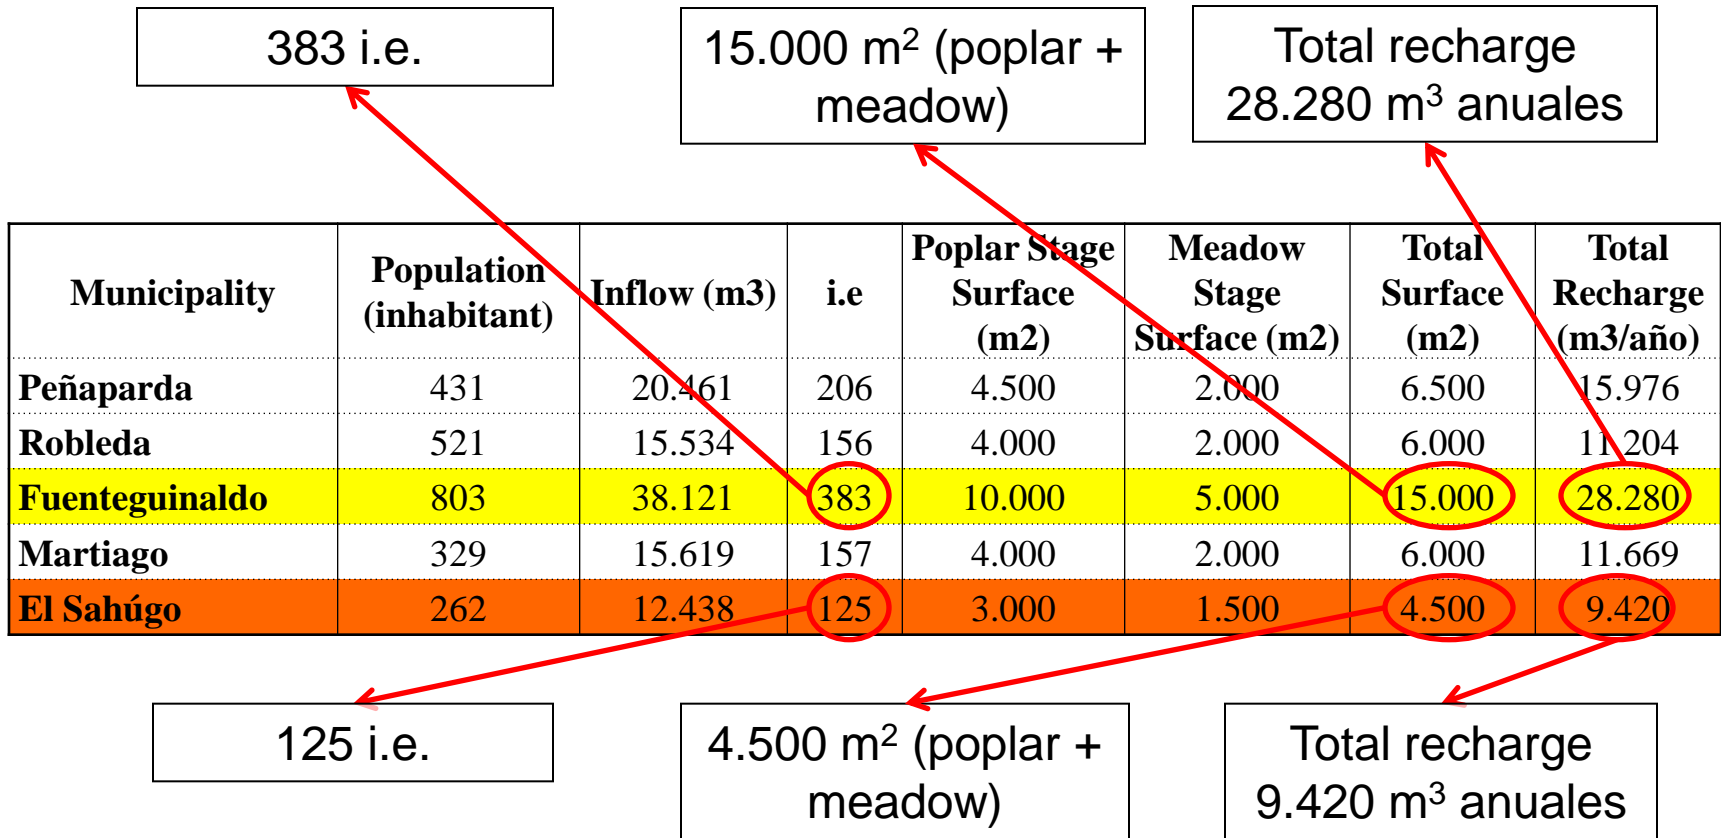 383 i.e.
15.000 m² (poplar +
meadow)
Total recharge
28.280 m³ anuales
Municipality
Population
(inhabitant)
Inflow (m3)
i.e
Poplar Stage
Surface
(m2)
Meadow
Stage
Surface (m2)
Total
Surface
(m2)
Total
Recharge
(m3/año)
Peñaparda 431 20.461 206 4.500 2.000 6.500 15.976
Robleda 521 15.534 156 4.000 2.000 6.000 11.204
Fuenteguinaldo 803 38.121 383 10.000 5.000 15.000 28.280
Martiago 329 15.619 157 4.000 2.000 6.000 11.669
El Sahúgo 262 12.438 125 3.000 1.500 4.500 9.420
125 i.e.
4.500 m² (poplar +
meadow)
Total recharge
9.420 m³ anuales